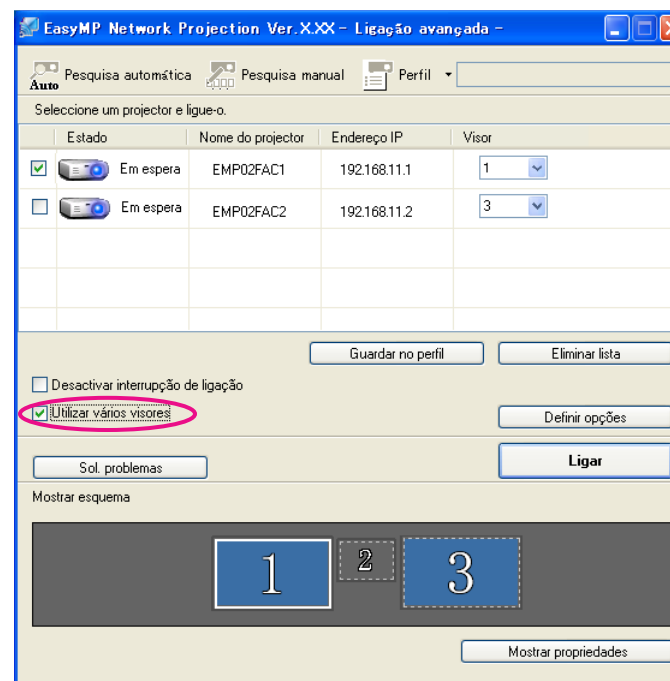 EasyMP Network Projection Ver.X.XX - Ligação avançada -
Auto Pesquisa automática Pesquisa manual Perfil
Seleccione um projector e ligue-o.
Estado Nome do projector Endereço IP Visor
Em espera EMP02FAC1 192.168.11.1 1
Em espera EMP02FAC2 192.168.11.2 3
Guardar no perfil Eliminar lista
Desactivar interrupção de ligação
Utilizar vários visores Definir opções
Sol. problemas Ligar
Mostrar esquema
1 2 3
Mostrar propriedades